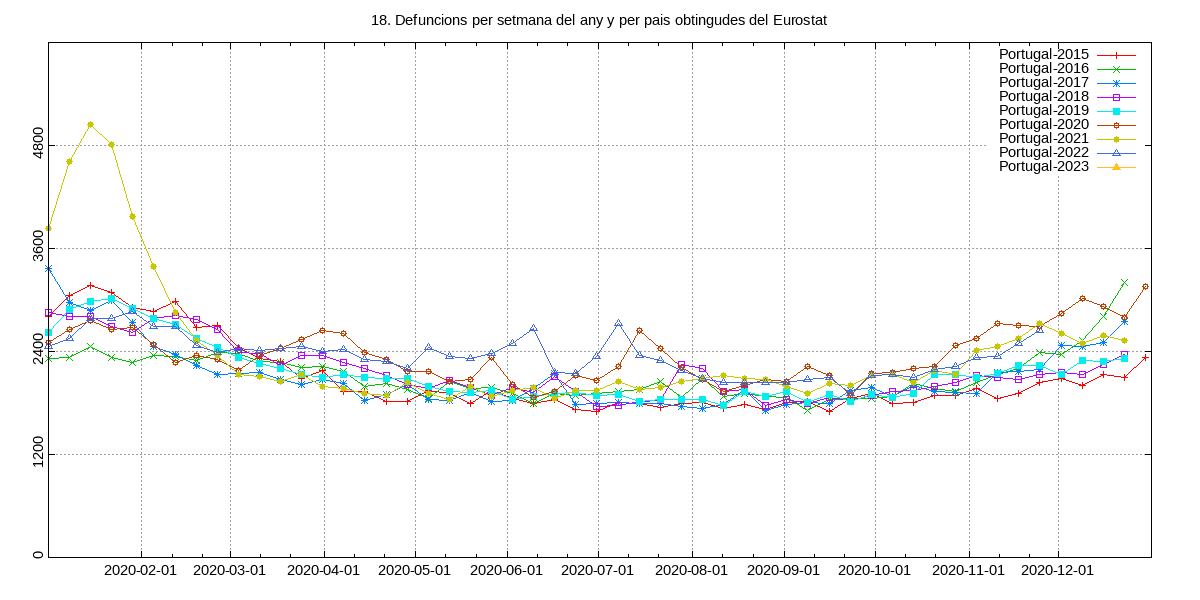 18. Defuncions per setmana del any y per pais obtingudes del Eurostat
Portugal-2015
Portugal-2016
Portugal-2017
Portugal-2018
Portugal-2019
Portugal-2020
Portugal-2021
Portugal-2022
Portugal-2023
4800
3600
2400
1200
0
2020-02-01 2020-03-01 2020-04-01 2020-05-01 2020-06-01 2020-07-01 2020-08-01 2020-09-01 2020-10-01 2020-11-01 2020-12-01